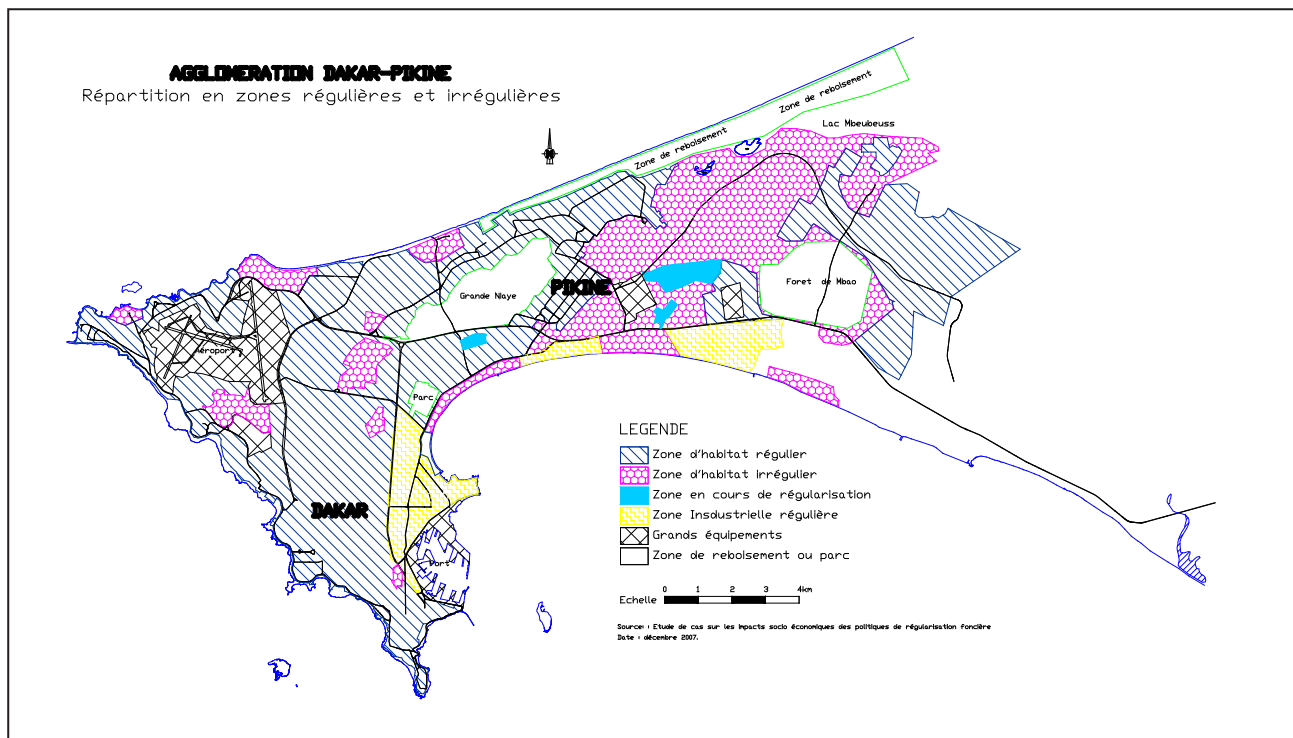 AGGLOMERATION DAKAR-PIKINE
Répartition en zones régulières et irrégulières
Zone de reboisement
Zone de reboisement
Lac Mbeubeuss
Grande Niaye
PIKINE
Foret de Mbao
Aéroport
Parc
DAKAR
Port
LEGENDE
Zone d'habitat régulier
Zone d'habitat irrégulier
Zone en cours de régularisation
Zone Insdustrielle régulière
Grands équipements
Zone de reboisement ou parc
Echelle 0 1 2 3 4km
Source: : Etude de cas sur les impacts socio économiques des politiques de régularisation foncière
Date : décembre 2007.